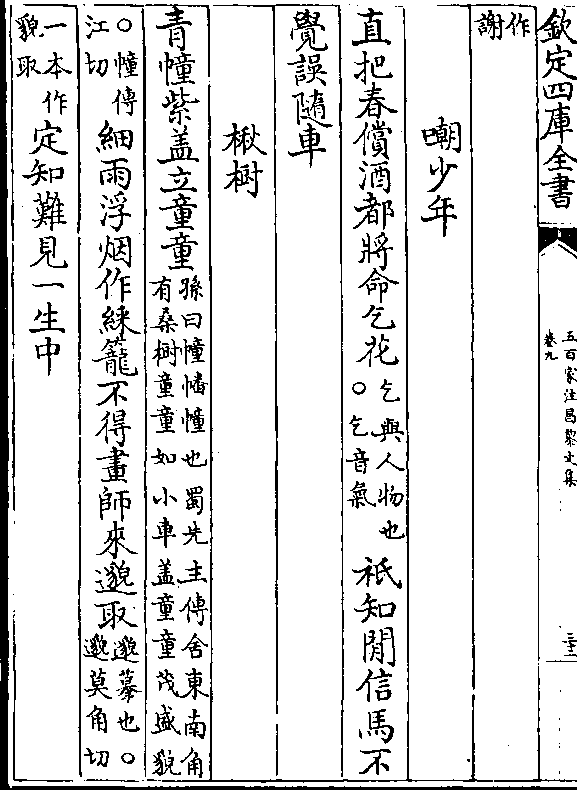 欽定四庫全書
五百家注昌黎文集
卷九
作
謝
嘲少年
直把春償酒都將命乞花乞與人物也○乞音氣衹知閒信馬不
覺誤隨車
楸樹
青幢紫盖立童童孫曰幢幡幢也蜀先主傳舍東南角有桑樹童童如小車盖童童茂盛貌
○幢傳江切細雨浮烟作綵籠不得畫師來邈取邈摹也○邈莫角切
一本作貌取定知難見一生中